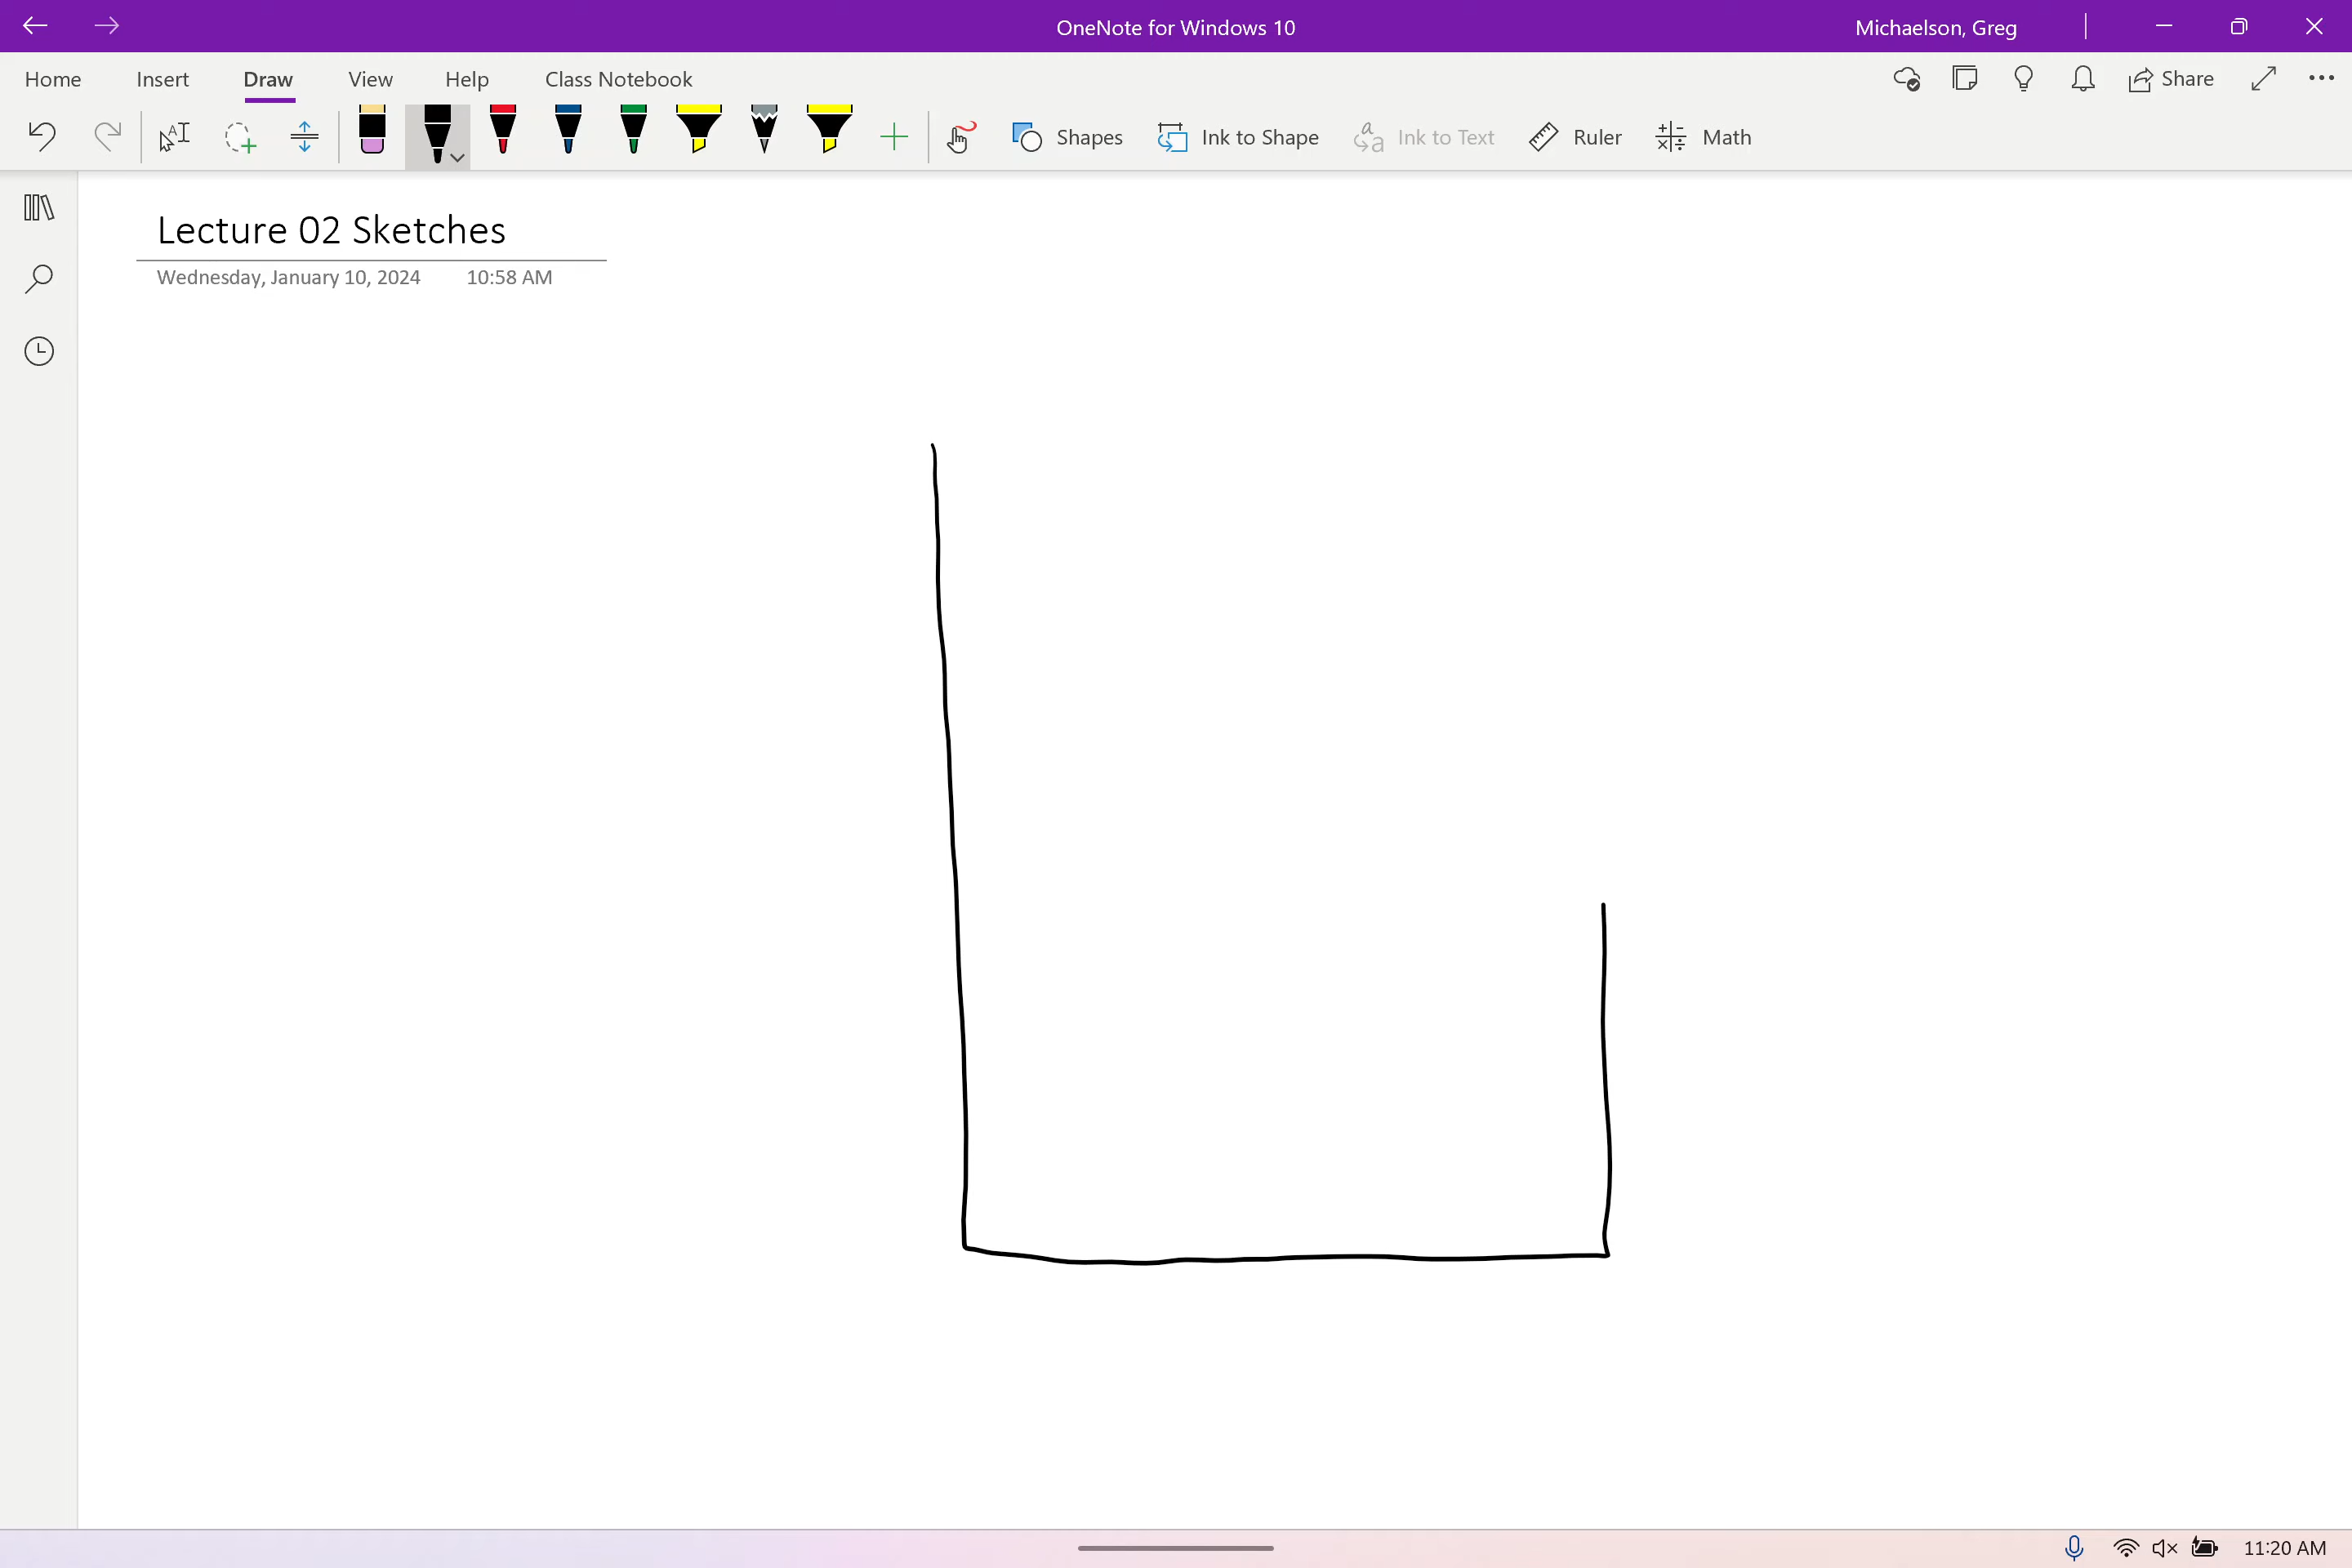 OneNote for Windows 10
Michaelson, Greg
Home Insert Draw View Help Class Notebook
Share
Shapes Ink to Shape Ink to Text Ruler Math
Lecture 02 Sketches
Wednesday, January 10, 2024 10:58 AM
11:20 AM